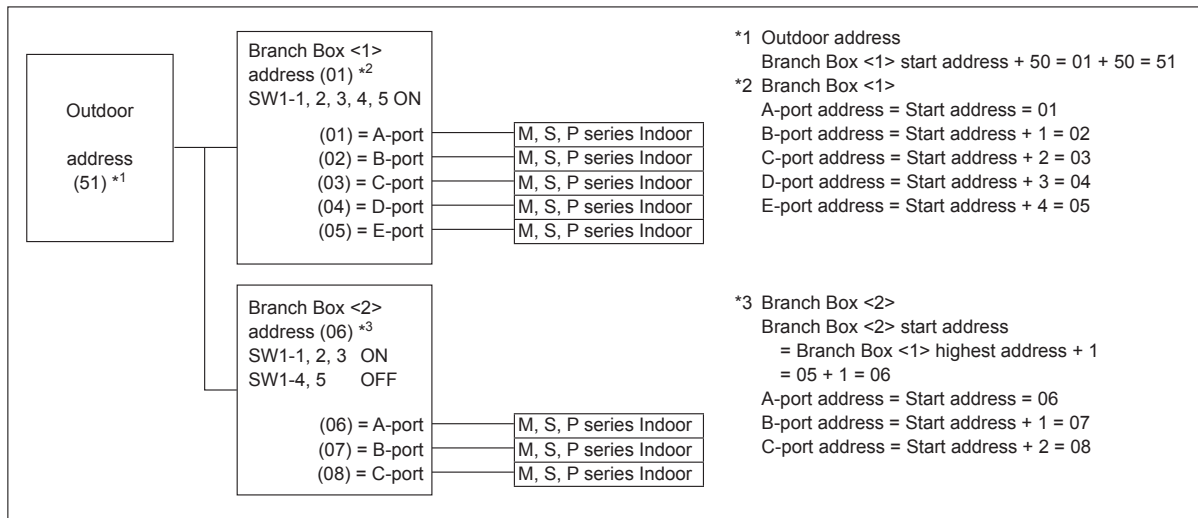 Outdoor
address
(51) *1
Branch Box <1>
address (01) *2
SW1-1, 2, 3, 4, 5 ON
(01) = A-port
(02) = B-port
(03) = C-port
(04) = D-port
(05) = E-port
M, S, P series Indoor
M, S, P series Indoor
M, S, P series Indoor
M, S, P series Indoor
M, S, P series Indoor
Branch Box <2>
address (06) *3
SW1-1, 2, 3 ON
SW1-4, 5 OFF
(06) = A-port
(07) = B-port
(08) = C-port
M, S, P series Indoor
M, S, P series Indoor
M, S, P series Indoor
*1 Outdoor address
Branch Box <1> start address + 50 = 01 + 50 = 51
*2 Branch Box <1>
A-port address = Start address = 01
B-port address = Start address + 1 = 02
C-port address = Start address + 2 = 03
D-port address = Start address + 3 = 04
E-port address = Start address + 4 = 05
*3 Branch Box <2>
Branch Box <2> start address
= Branch Box <1> highest address + 1
= 05 + 1 = 06
A-port address = Start address = 06
B-port address = Start address + 1 = 07
C-port address = Start address + 2 = 08